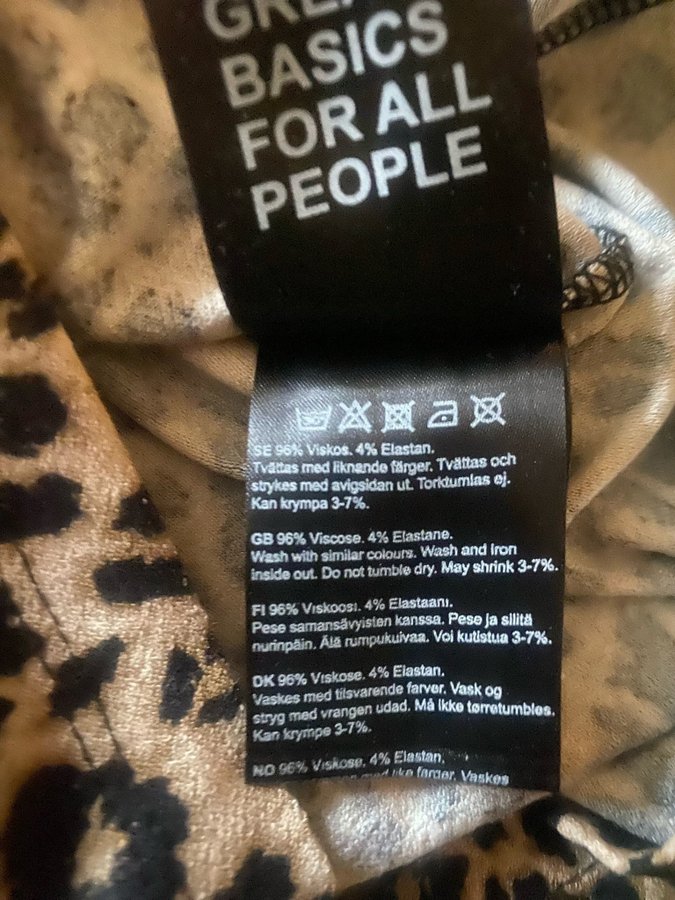 BASICS
FOR ALL
PEOPLE
SE 96% Viskos. 4% Elastan.
Tvättas med liknande färger. Tvättas och
strykes med avigsidan ut. Torktumlas ej.
Kan krympa 3-7%.
GB 96% Viscose. 4% Elastane.
Wash with similar colours. Wash and iron
inside out. Do not tumble dry. May shrink 3-7%.
FI 96% Viskoosi. 4% Elastaani.
Pese samansävyisten kanssa. Pese ja silitä
nurinpäin. Älä rumpukuivaa. Voi kutistua 3-7%.
DK 96% Viskose. 4% Elastan.
Vaskes med tilsvarende farver. Vask og
stryg med vrangen udad. Må ikke tørretumbles.
Kan krympe 3-7%.
NO 96% Viskose. 4% Elastan.
med like farger. Vaskes